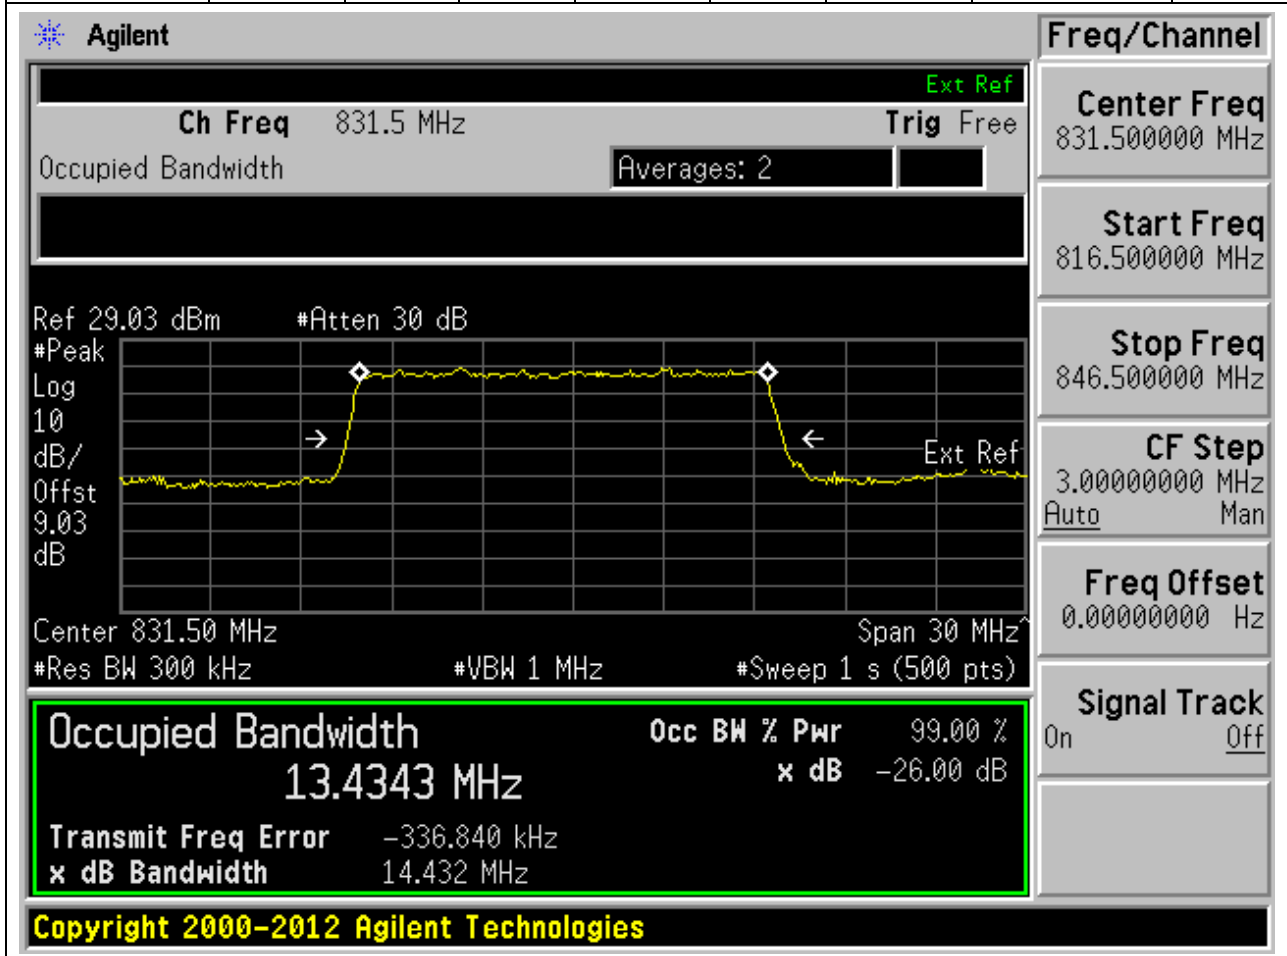 Agilent
Freq/Channel
Ext Ref
Ch Freq 831.5 MHz Trig Free
Occupied Bandwidth Averages: 2
Center Freq
831.500000 MHz
Start Freq
816.500000 MHz
Stop Freq
846.500000 MHz
CF Step
3.00000000 MHz
Auto Man
Freq Offset
0.00000000 Hz
Signal Track
On Off
Ref 29.03 dBm #Atten 30 dB
#Peak
Log
10
dB/
Offst
9.03
dB
Ext Ref
Center 831.50 MHz Span 30 MHz^
#Res BW 300 kHz #VBW 1 MHz #Sweep 1 s (500 pts)
Occupied Bandwidth Occ BW % Pwr 99.00 %
13.4343 MHz x dB -26.00 dB
Transmit Freq Error -336.840 kHz
x dB Bandwidth 14.432 MHz
Copyright 2000-2012 Agilent Technologies